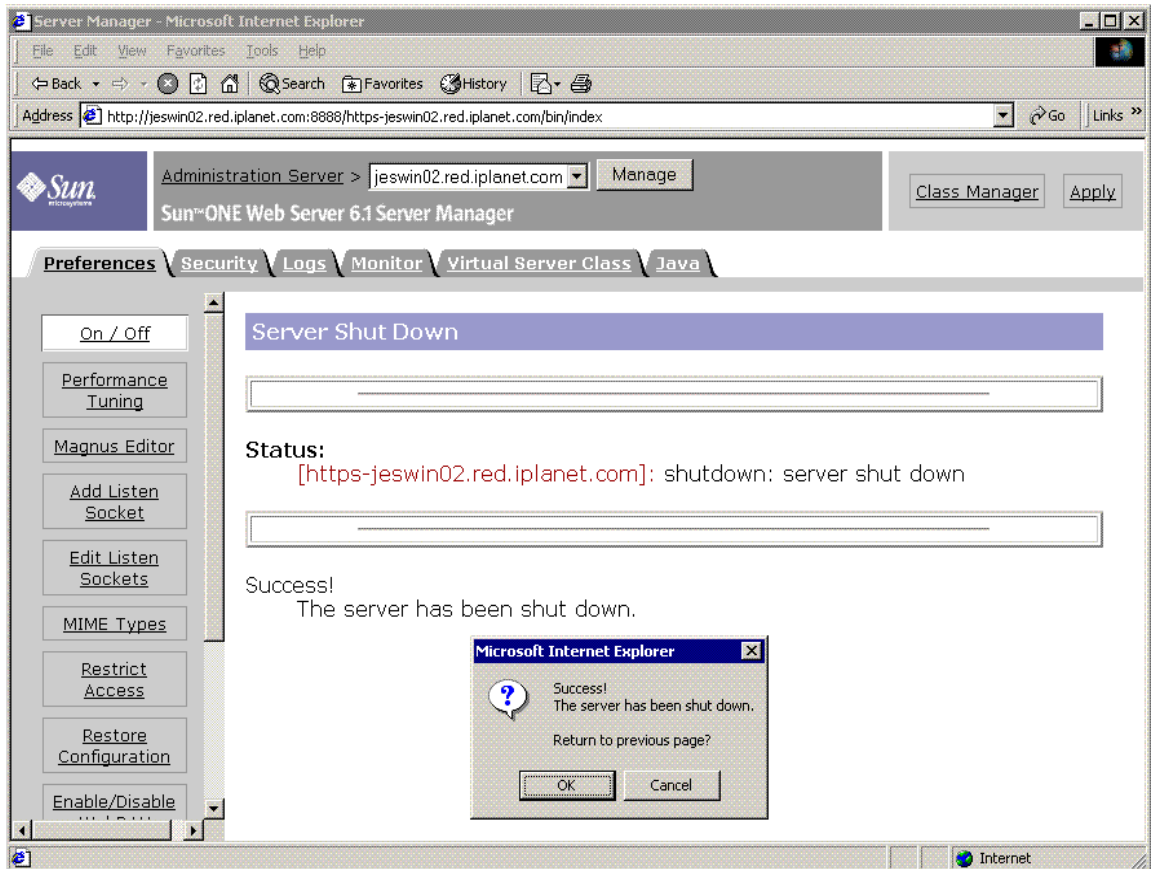 Server Manager - Microsoft Internet Explorer
File Edit View Favorites Tools Help
Back Search Favorites History
Address http://jeswin02.red.iplanet.com:8888/https-jeswin02.red.iplanet.com/bin/index Go Links »
Sun microsystems
Administration Server > jeswin02.red.iplanet.com Manage
Sun™ONE Web Server 6.1 Server Manager
Class Manager Apply
Preferences Security Logs Monitor Virtual Server Class Java
On / Off
Performance
Tuning
Magnus Editor
Add Listen
Socket
Edit Listen
Sockets
MIME Types
Restrict
Access
Restore
Configuration
Enable/Disable
Server Shut Down
Status:
[https-jeswin02.red.iplanet.com]: shutdown: server shut down
Success!
The server has been shut down.
Microsoft Internet Explorer
Success!
The server has been shut down.
Return to previous page?
OK Cancel
Internet